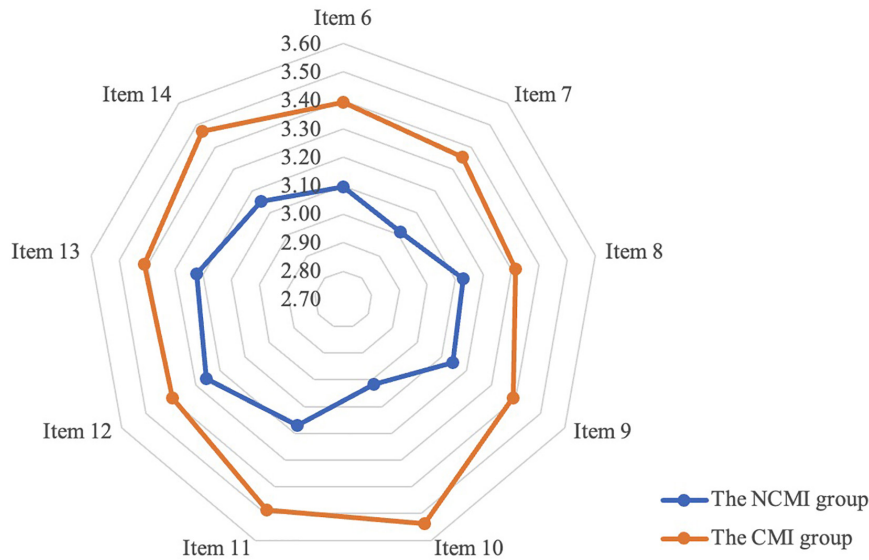 Item 6
3.60
Item 7
3.50
Item 14
3.40
3.30
3.20
3.10
3.00
2.90
2.80
2.70
Item 13
Item 8
Item 12
Item 9
Item 11
Item 10
The NCMI group
The CMI group